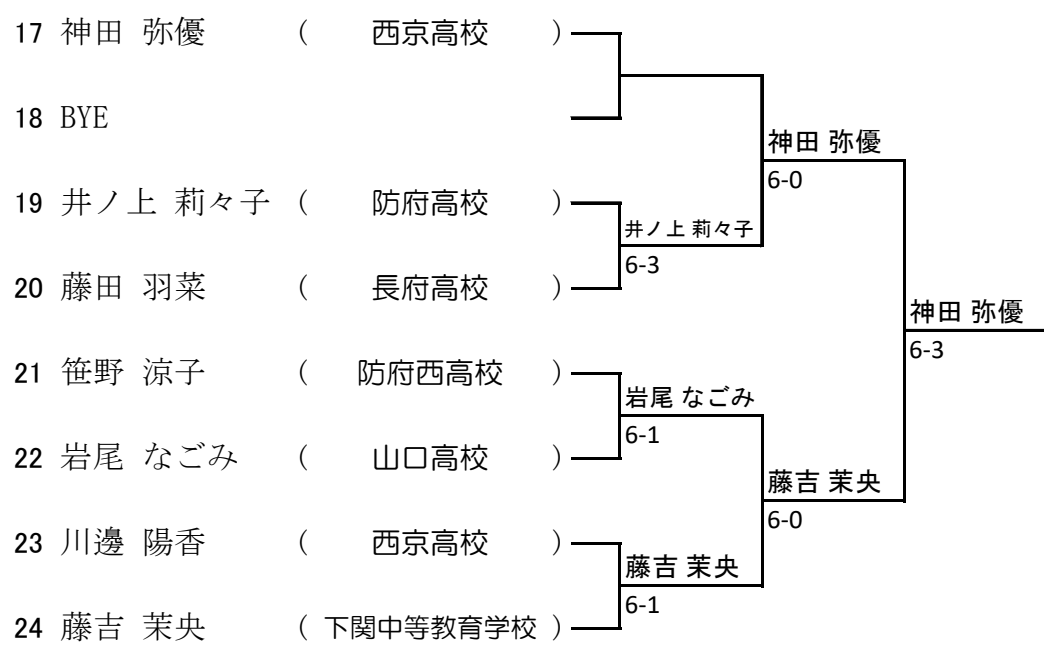 17 神田 弥優 ( 西京高校 )
18 BYE
神田 弥優
6-0
19 井ノ上 莉々子 ( 防府高校 )
井ノ上 莉々子
6-3
20 藤田 羽菜 ( 長府高校 )
神田 弥優
6-3
21 笹野 涼子 ( 防府西高校 )
岩尾 なごみ
6-1
22 岩尾 なごみ ( 山口高校 )
藤吉 茉央
6-0
23 川邊 陽香 ( 西京高校 )
藤吉 茉央
6-1
24 藤吉 茉央 ( 下関中等教育学校 )